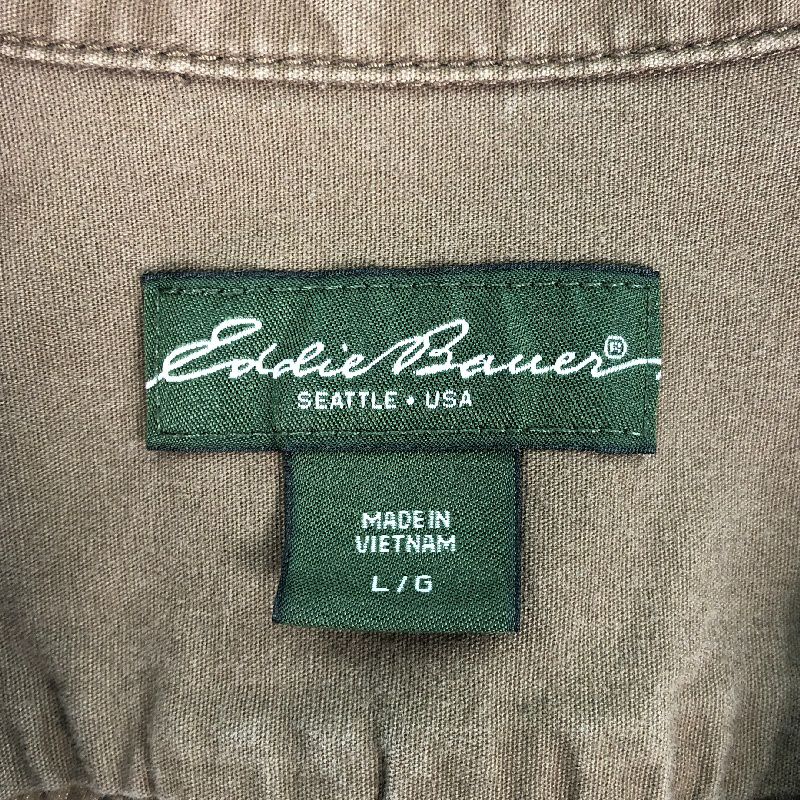 Eddie Bauer®
SEATTLE • USA
MADE IN
VIETNAM
L / G